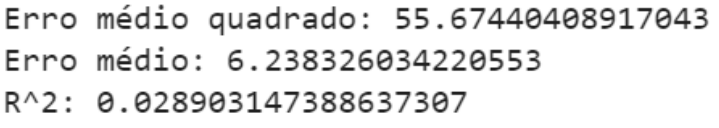 Erro médio quadrado: 55.67440408917043
Erro médio: 6.238326034220553
R^2: 0.028903147388637307